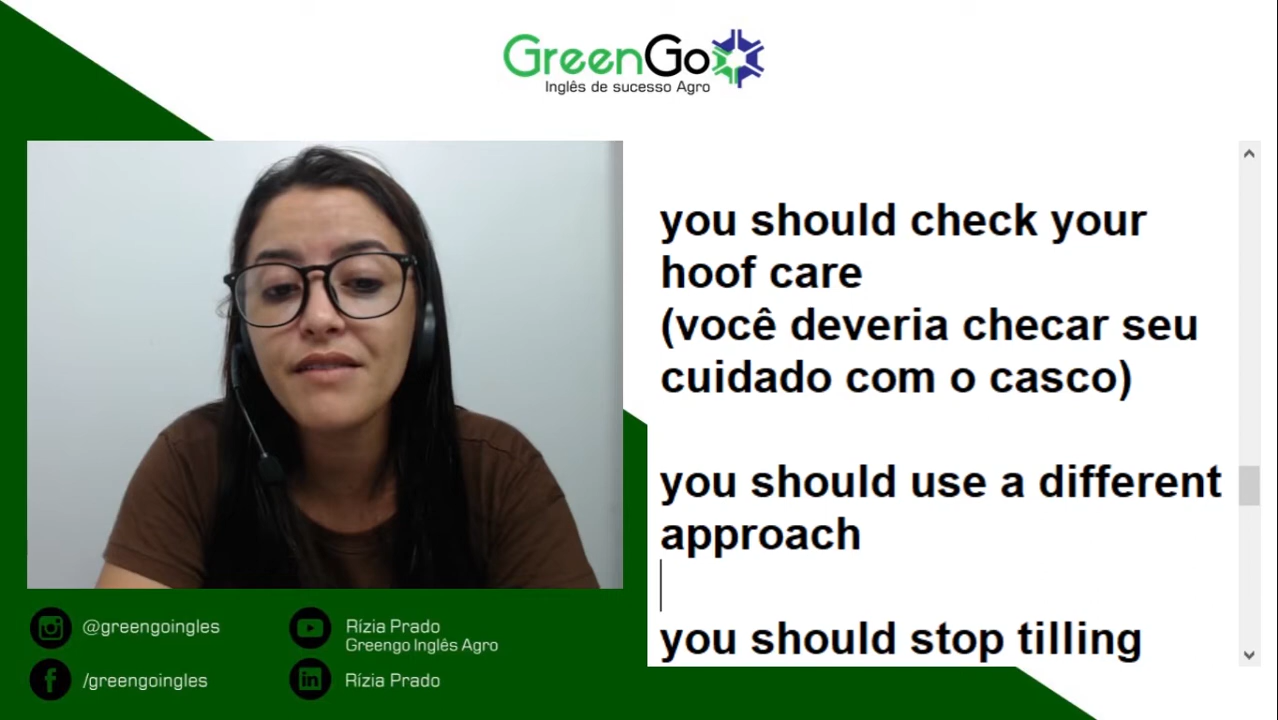 GreenGo
Inglês de sucesso Agro
you should check your
hoof care
(você deveria checar seu
cuidado com o casco)
you should use a different
approach
you should stop tilling
@greengoingles
/greengoingles
Rízia Prado
Greengo Inglês Agro
Rízia Prado